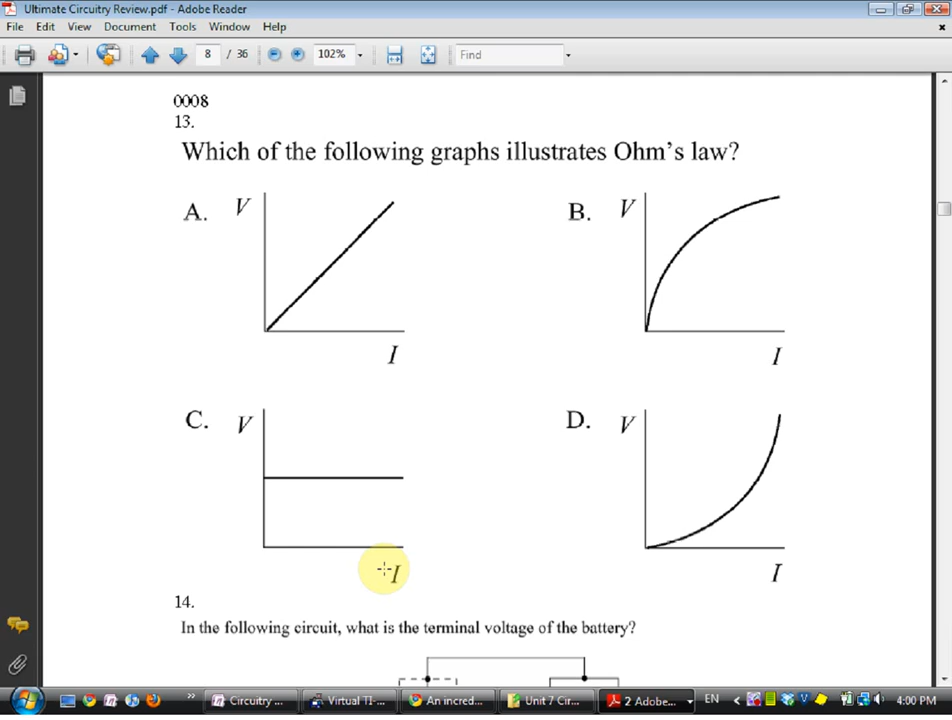 Ultimate Circuitry Review.pdf - Adobe Reader
File Edit View Document Tools Window Help
8 / 36 102% Find
0008
13.
Which of the following graphs illustrates Ohm's law?
A. V I
B. V I
C. V I
D. V I
14.
In the following circuit, what is the terminal voltage of the battery?
Circuitry ... Virtual TI-... An incred... Unit 7 Cir... 2 Adobe... EN 4:00 PM